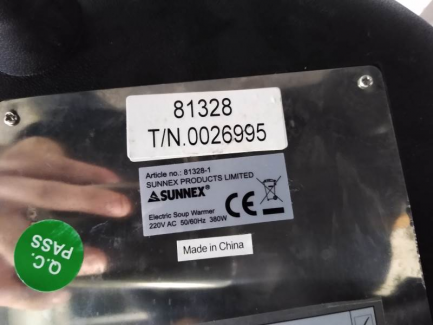 81328
T/N.0026995
Article no.: 81328-1
SUNNEX PRODUCTS LIMITED
SUNNEX®
Electric Soup Warmer
220V AC 50/60Hz 380W
CE
Made in China
Q.C.
PASS